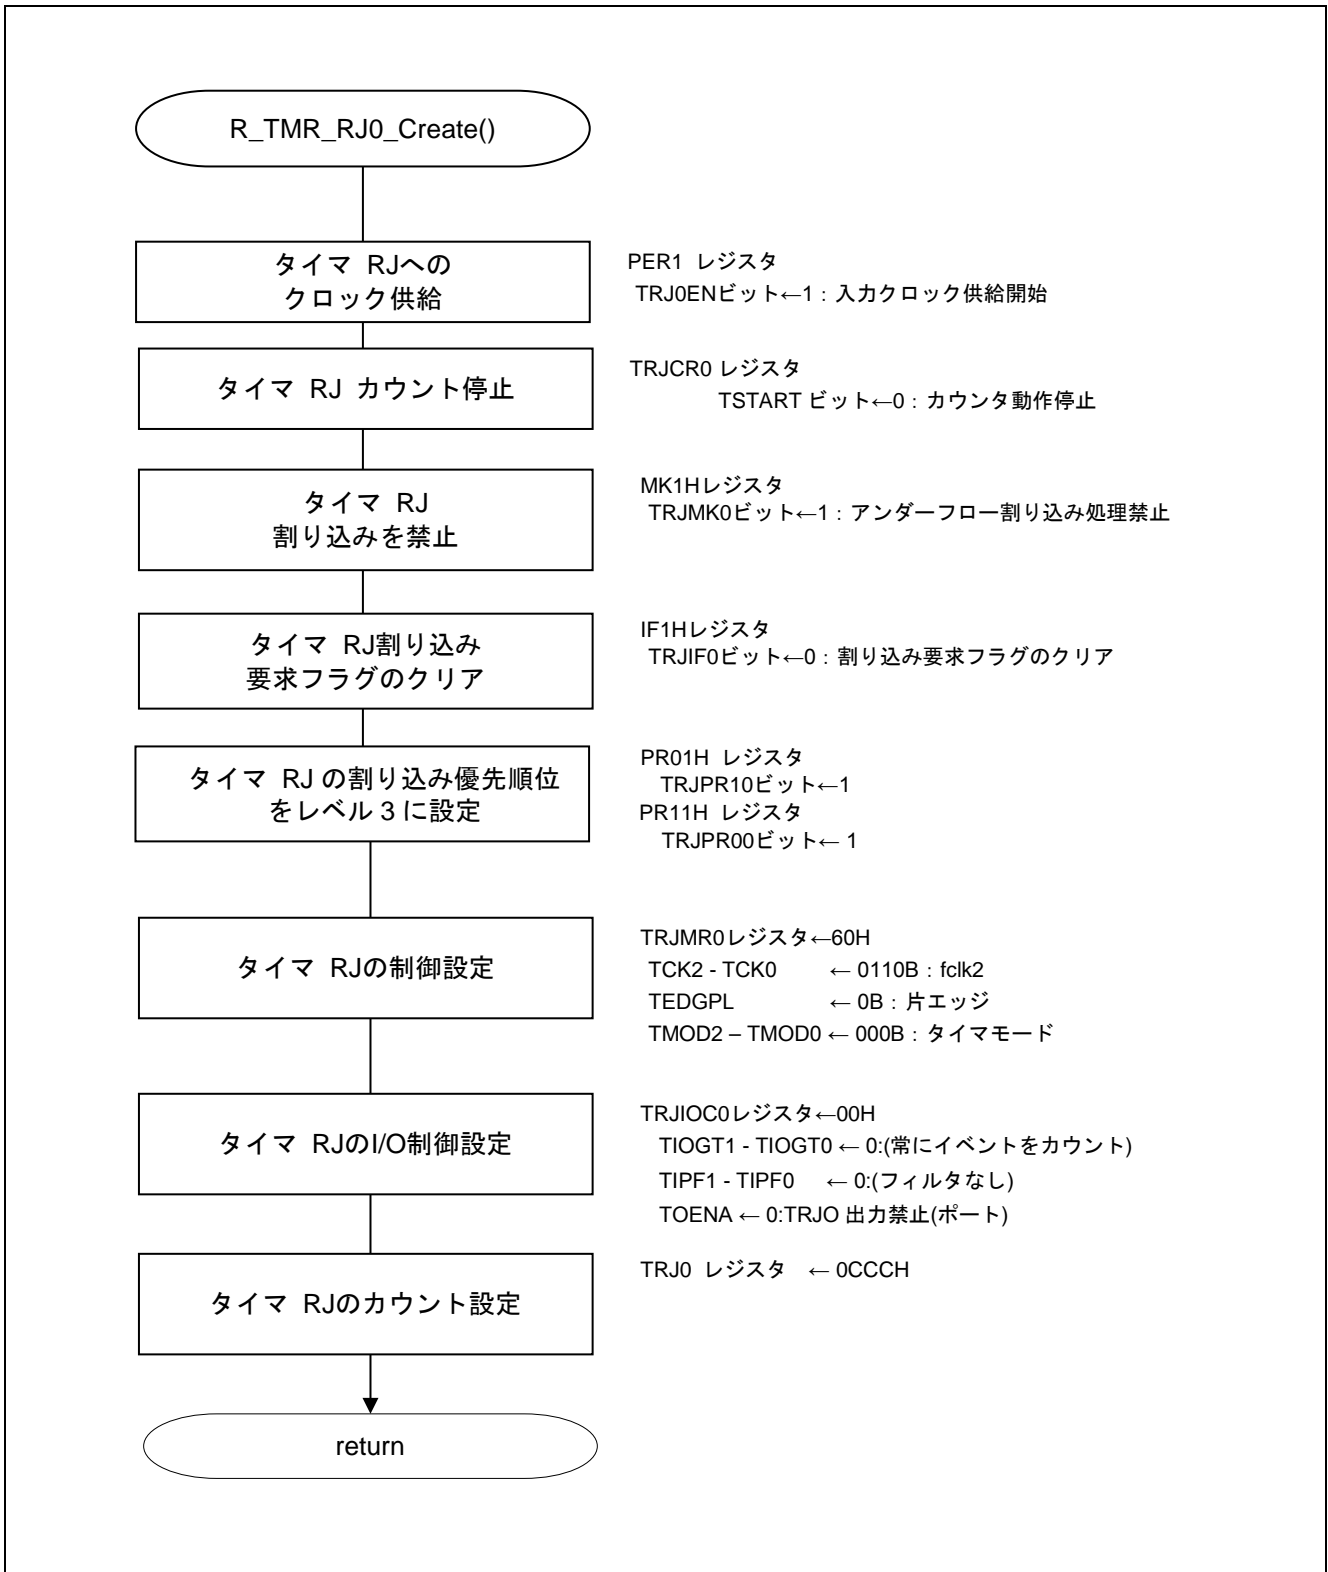 R_TMR_RJ0_Create()
タイマ RJへの
クロック供給
PER1 レジスタ
TRJ0ENビット←1：入力クロック供給開始
タイマ RJ カウント停止
TRJCR0 レジスタ
TSTART ビット←0：カウンタ動作停止
タイマ RJ
割り込みを禁止
MK1Hレジスタ
TRJMK0ビット←1：アンダーフロー割り込み処理禁止
タイマ RJ割り込み
要求フラグのクリア
IF1Hレジスタ
TRJIF0ビット←0：割り込み要求フラグのクリア
タイマ RJ の割り込み優先順位
をレベル 3 に設定
PR01H レジスタ
TRJPR10ビット←1
PR11H レジスタ
TRJPR00ビット← 1
タイマ RJの制御設定
TRJMR0レジスタ←60H
TCK2 - TCK0 ← 0110B：fclk2
TEDGPL ← 0B：片エッジ
TMOD2 – TMOD0 ← 000B：タイマモード
タイマ RJのI/O制御設定
TRJIOC0レジスタ←00H
TIOGT1 - TIOGT0 ← 0:(常にイベントをカウント)
TIPF1 - TIPF0 ← 0:(フィルタなし)
TOENA ← 0:TRJO 出力禁止(ポート)
タイマ RJのカウント設定
TRJ0 レジスタ ← 0CCCH
return